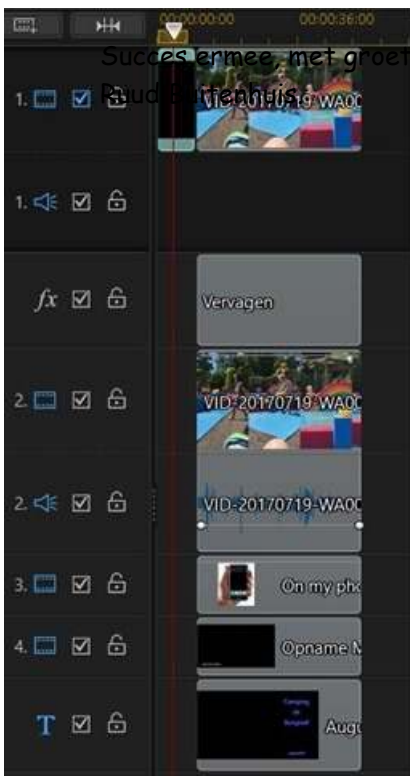 00:00:00:00 00:00:36:00
Succes ermee, met groet
Ruud Buitenhuis
1. VID-20170719-WA00
1.
fx Vervagen
2. VID-20170719-WA00
2. VID-20170719-WA00
3. On my pho
4. Opname M
T Augu